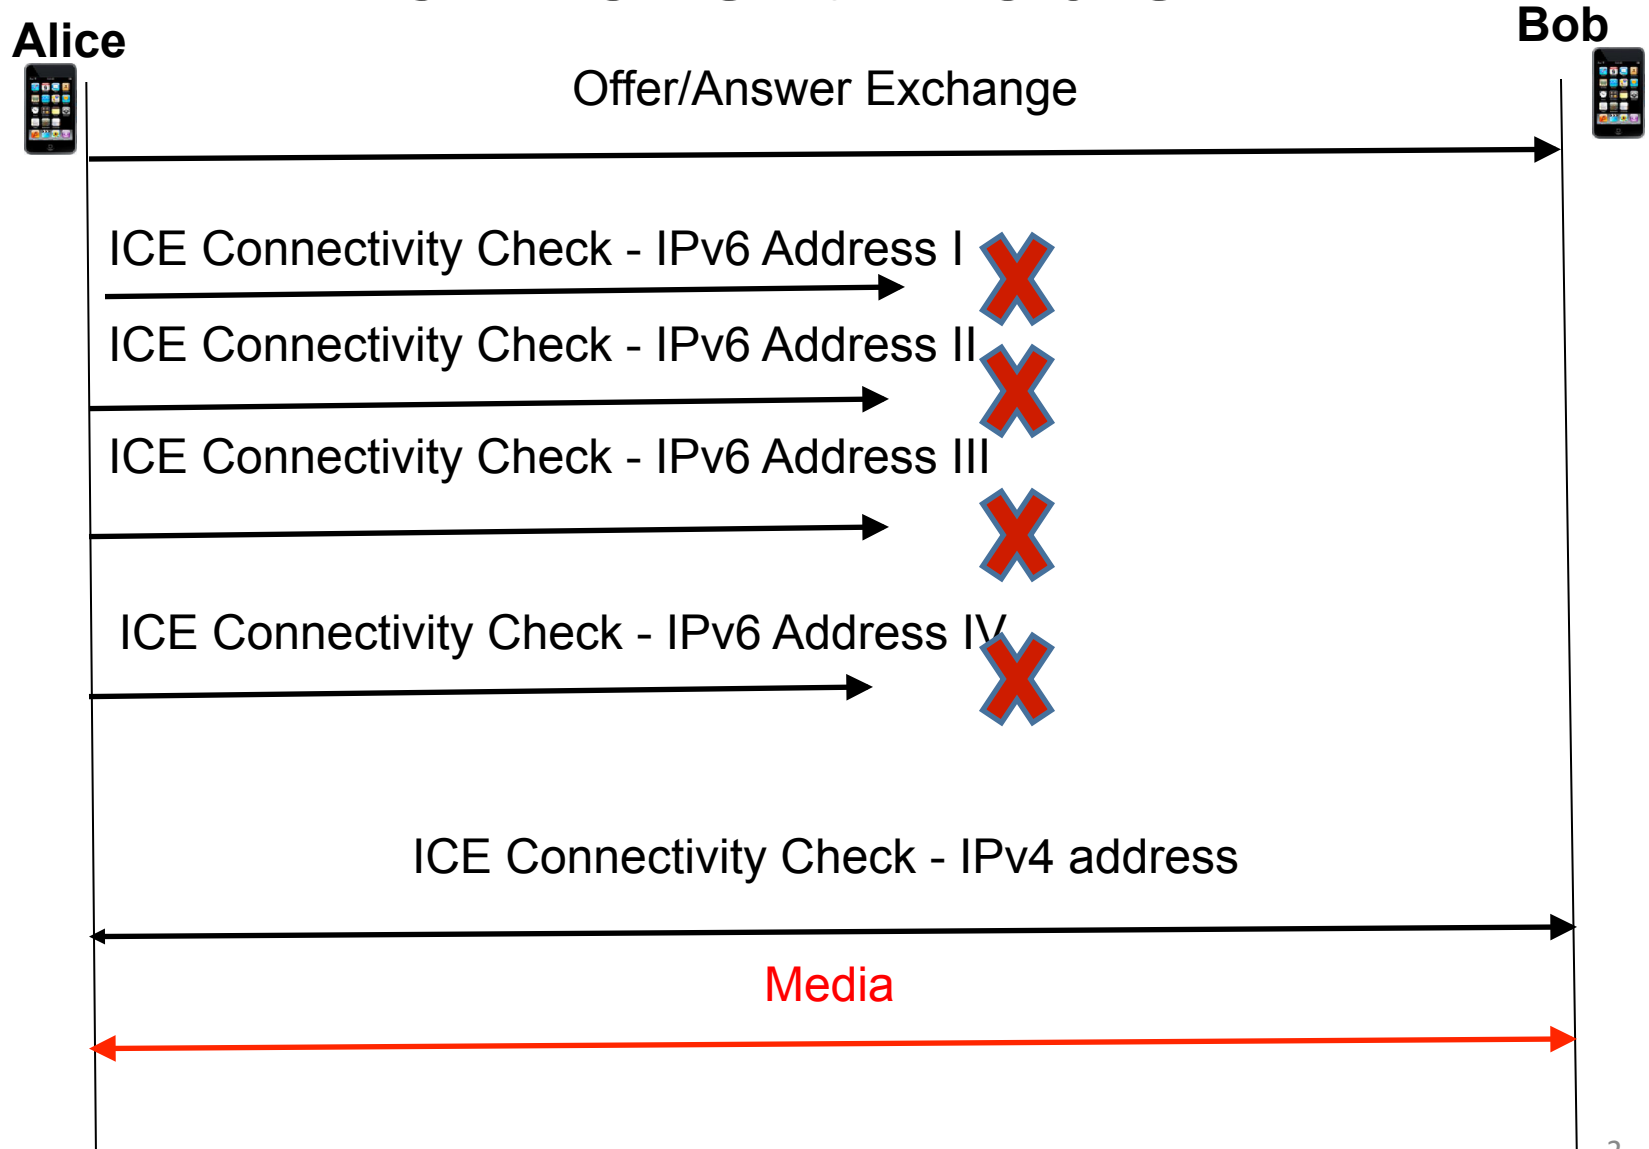 Alice
Bob
Offer/Answer Exchange
ICE Connectivity Check - IPv6 Address I
ICE Connectivity Check - IPv6 Address II
ICE Connectivity Check - IPv6 Address III
ICE Connectivity Check - IPv6 Address IV
ICE Connectivity Check - IPv4 address
Media